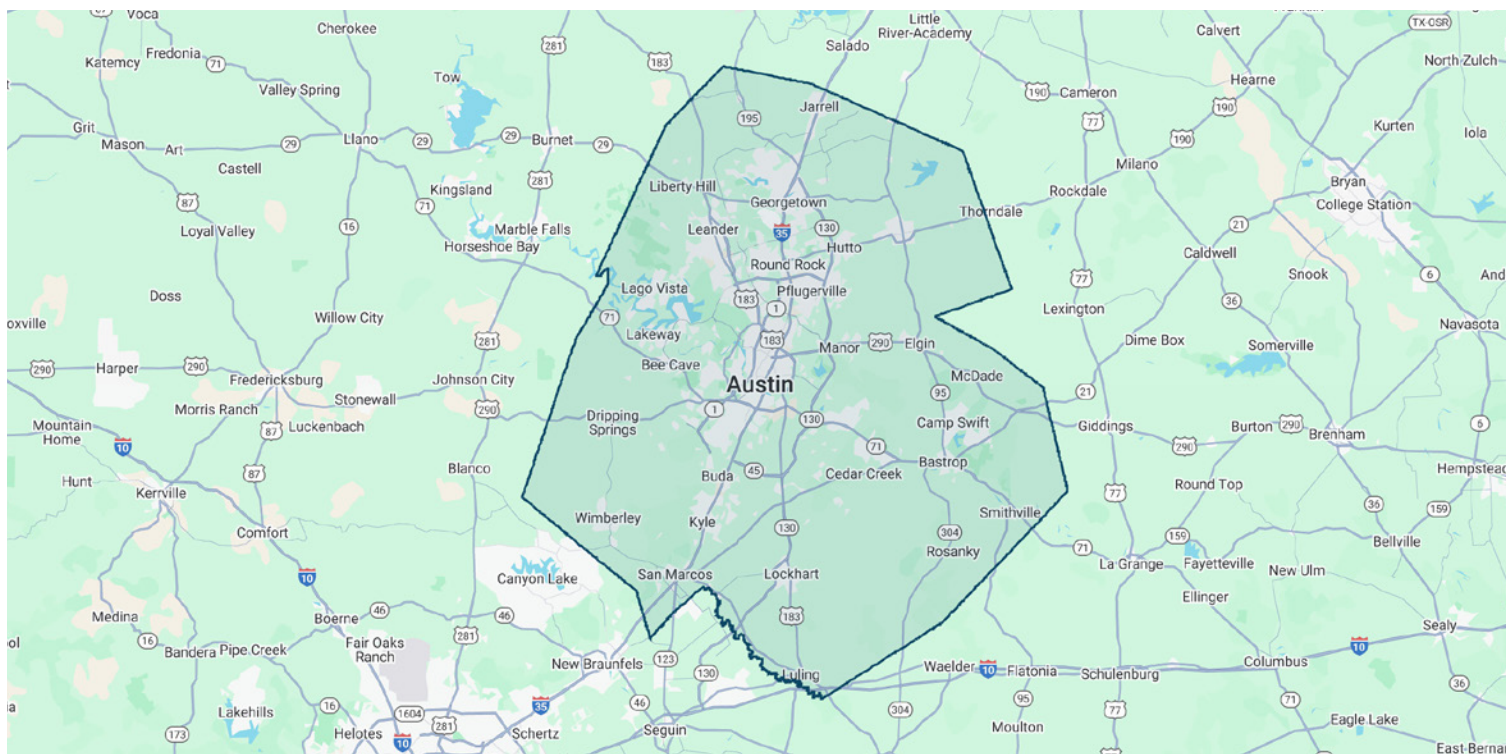 Voca
Cherokee
281
183
Salado
Little
River-Academy
Calvert
TX-OSR
North Zulch
Fredonia
Katemcy
71
Valley Spring
Tow
195
Jarrell
190
Cameron
Hearne
190
Grit
Mason
Art
29
Llano
29
Burnet
29
77
Milano
190
Kurten
Iola
Castell
Kingsland
281
Liberty Hill
Georgetown
Rockdale
Bryan
College Station
87
71
16
Loyal Valley
Marble Falls
Horseshoe Bay
Leander
35
130
Hutto
Thorndale
21
Caldwell
Round Rock
Snook
6
And
Doss
Lago Vista
183
Pflugerville
77
36
Willow City
71
1
Lexington
Navasota
oxville
281
Lakeway
183
Manor
290
Elgin
Dime Box
Somerville
290
Harper
290
Fredericksburg
Johnson City
Bee Cave
Austin
McDade
Stonewall
290
95
21
Morris Ranch
Luckenbach
Dripping
Springs
1
130
Camp Swift
Giddings
Burton
290
Brenham
6
Mountain
Home
10
87
71
290
Bastrop
Hunt
Kerrville
87
Blanco
Buda
45
Cedar Creek
77
Round Top
Hempstead
Comfort
Wimberley
Kyle
130
304
Rosanky
Smithville
36
159
159
Bellville
71
10
Canyon Lake
San Marcos
Lockhart
La Grange
Fayetteville
New Ulm
Medina
Boerne
46
46
183
Ellinger
16
Bandera
Pipe Creek
Fair Oaks
Ranch
281
New Braunfels
123
130
Luling
Waelder
10
Flatonia
Schulenburg
Columbus
10
Sealy
Lakehills
16
1604
281
35
46
304
95
77
71
36
173
Helotes
10
Schertz
Seguin
Moulton
Eagle Lake
East-Bernar